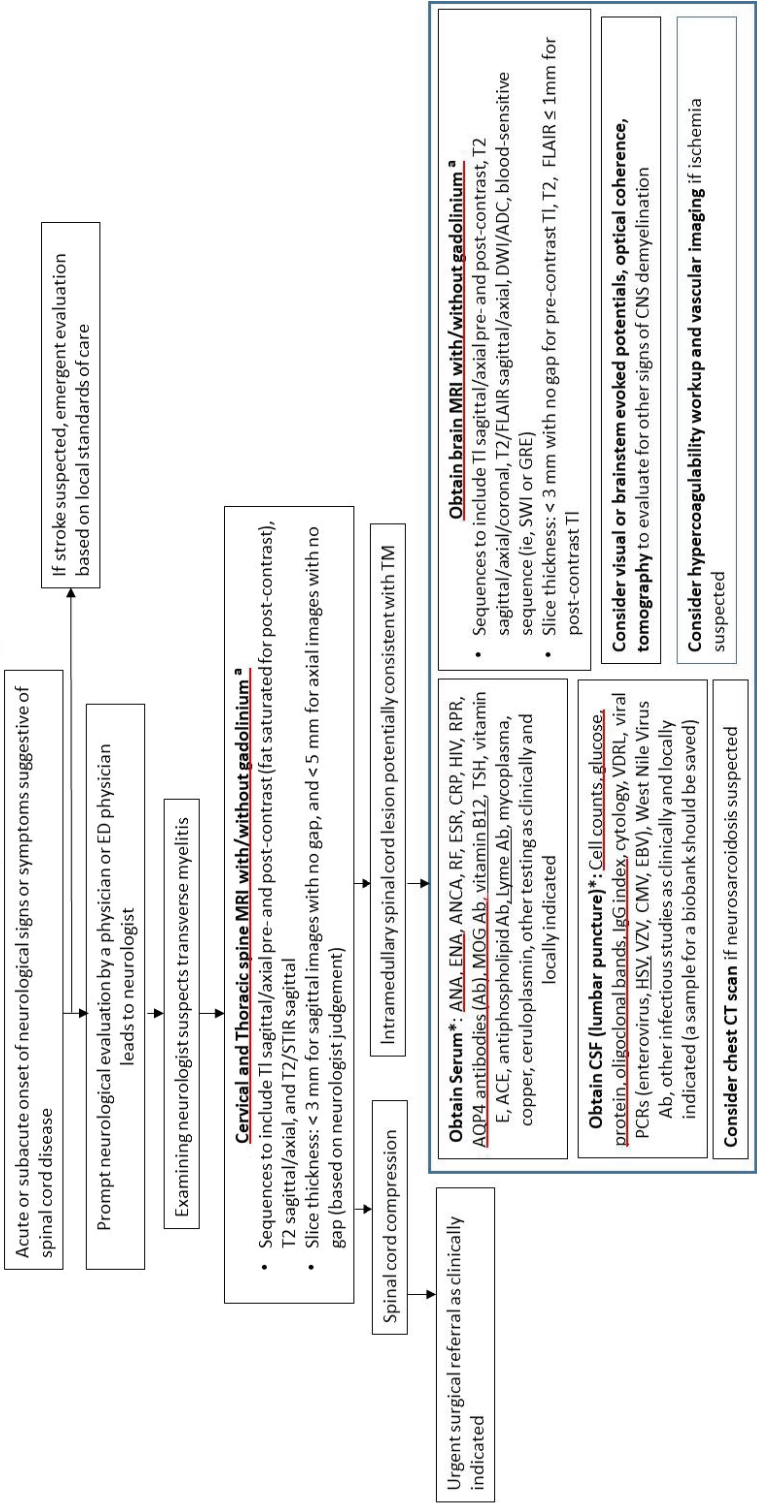 Acute or subacute onset of neurological signs or symptoms suggestive of
spinal cord disease
If stroke suspected, emergent evaluation
based on local standards of care
Prompt neurological evaluation by a physician or ED physician
leads to neurologist
Examining neurologist suspects transverse myelitis
Cervical and Thoracic spine MRI with/without gadolinium a
• Sequences to include Tl sagittal/axial pre- and post-contrast (fat saturated for post-contrast),
T2 sagittal/axial, and T2/STIR sagittal
• Slice thickness: < 3 mm for sagittal images with no gap, and < 5 mm for axial images with no
gap (based on neurologist judgement)
Spinal cord compression
Intramedullary spinal cord lesion potentially consistent with TM
Urgent surgical referral as clinically
indicated
Obtain Serum*: ANA, ENA, ANCA, RF, ESR, CRP, HIV, RPR,
AQP4 antibodies (Ab), MOG Ab, vitamin B12, TSH, vitamin
E, ACE, antiphospholipid Ab, Lyme Ab, mycoplasma,
copper, ceruloplasmin, other testing as clinically and
locally indicated
Obtain CSF (lumbar puncture)*: Cell counts, glucose,
protein, oligoclonal bands, IgG index, cytology, VDRL, viral
PCRs (enterovirus, HSV, VZV, CMV, EBV), West Nile Virus
Ab, other infectious studies as clinically and locally
indicated (a sample for a biobank should be saved)
Consider chest CT scan if neurosarcoidosis suspected
Obtain brain MRI with/without gadolinium a
• Sequences to include Tl sagittal/axial pre- and post-contrast, T2
sagittal/axial/coronal, T2/FLAIR sagittal/axial, DWI/ADC, blood-sensitive
sequence (ie, SWI or GRE)
• Slice thickness: < 3 mm with no gap for pre-contrast Tl, T2, FLAIR ≤ 1mm for
post-contrast Tl
Consider visual or brainstem evoked potentials, optical coherence,
tomography to evaluate for other signs of CNS demyelination
Consider hypercoagulability workup and vascular imaging if ischemia
suspected